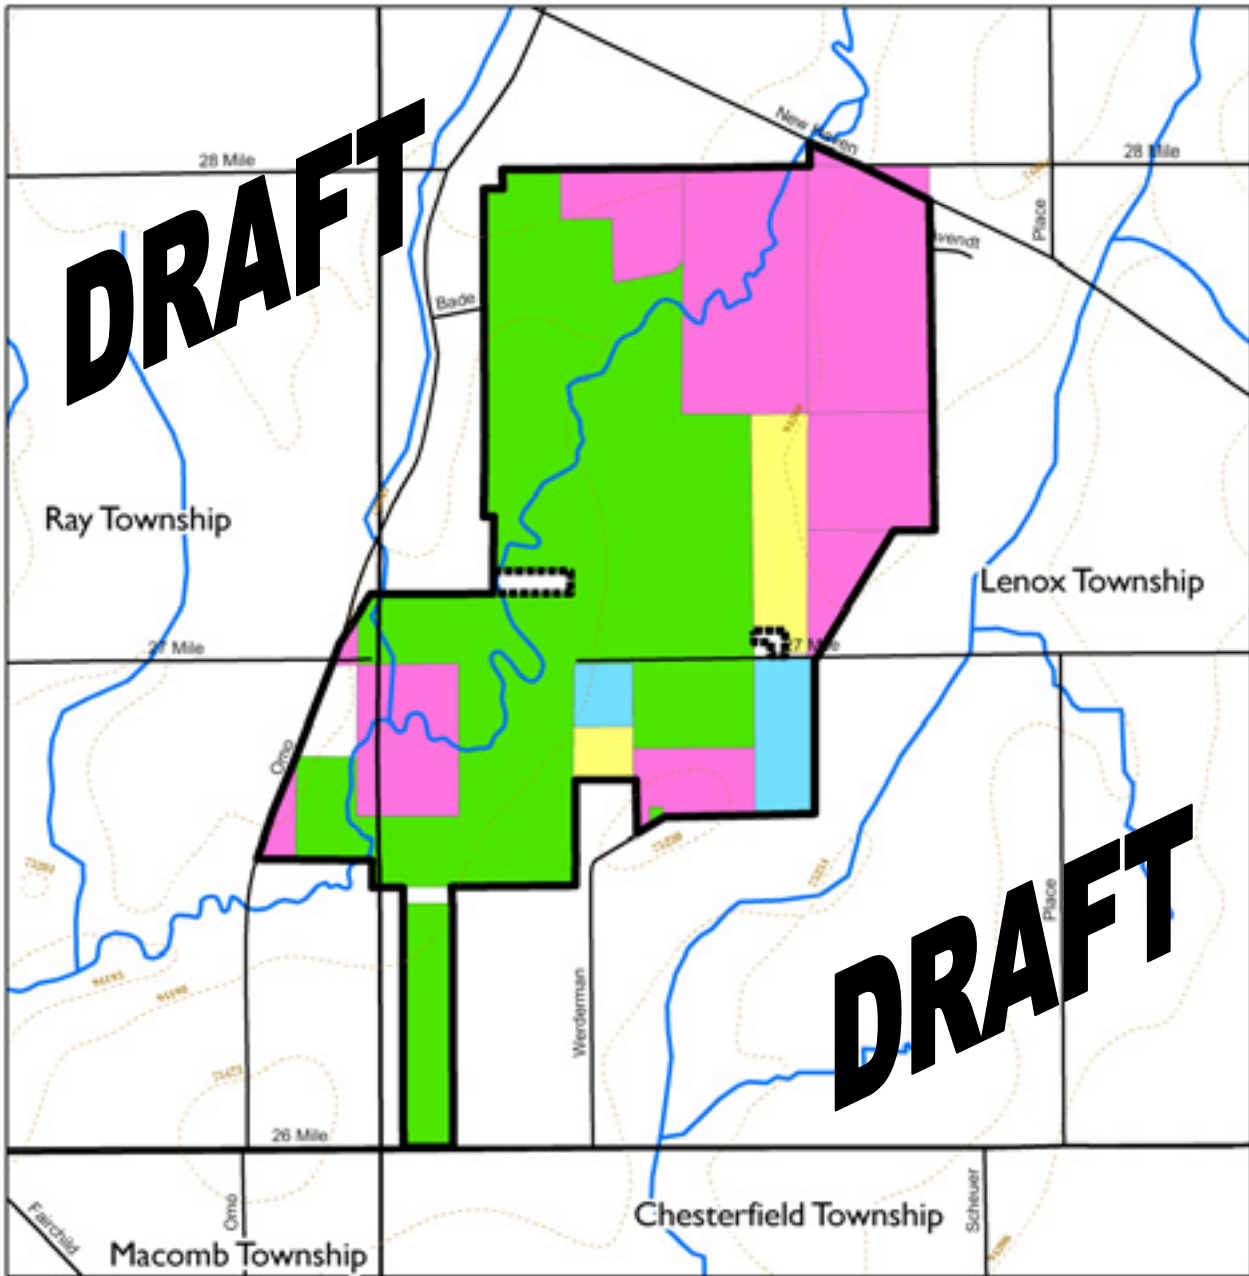 New Haven
28 Mile
28 Mile
DRAFT
Place
Bade
Ray Township
Lenox Township
27 Mile
27 Mile
Omo
DRAFT
Place
Werderman
26 Mile
Omo
Scheuer
Fairchild
Chesterfield Township
Macomb Township